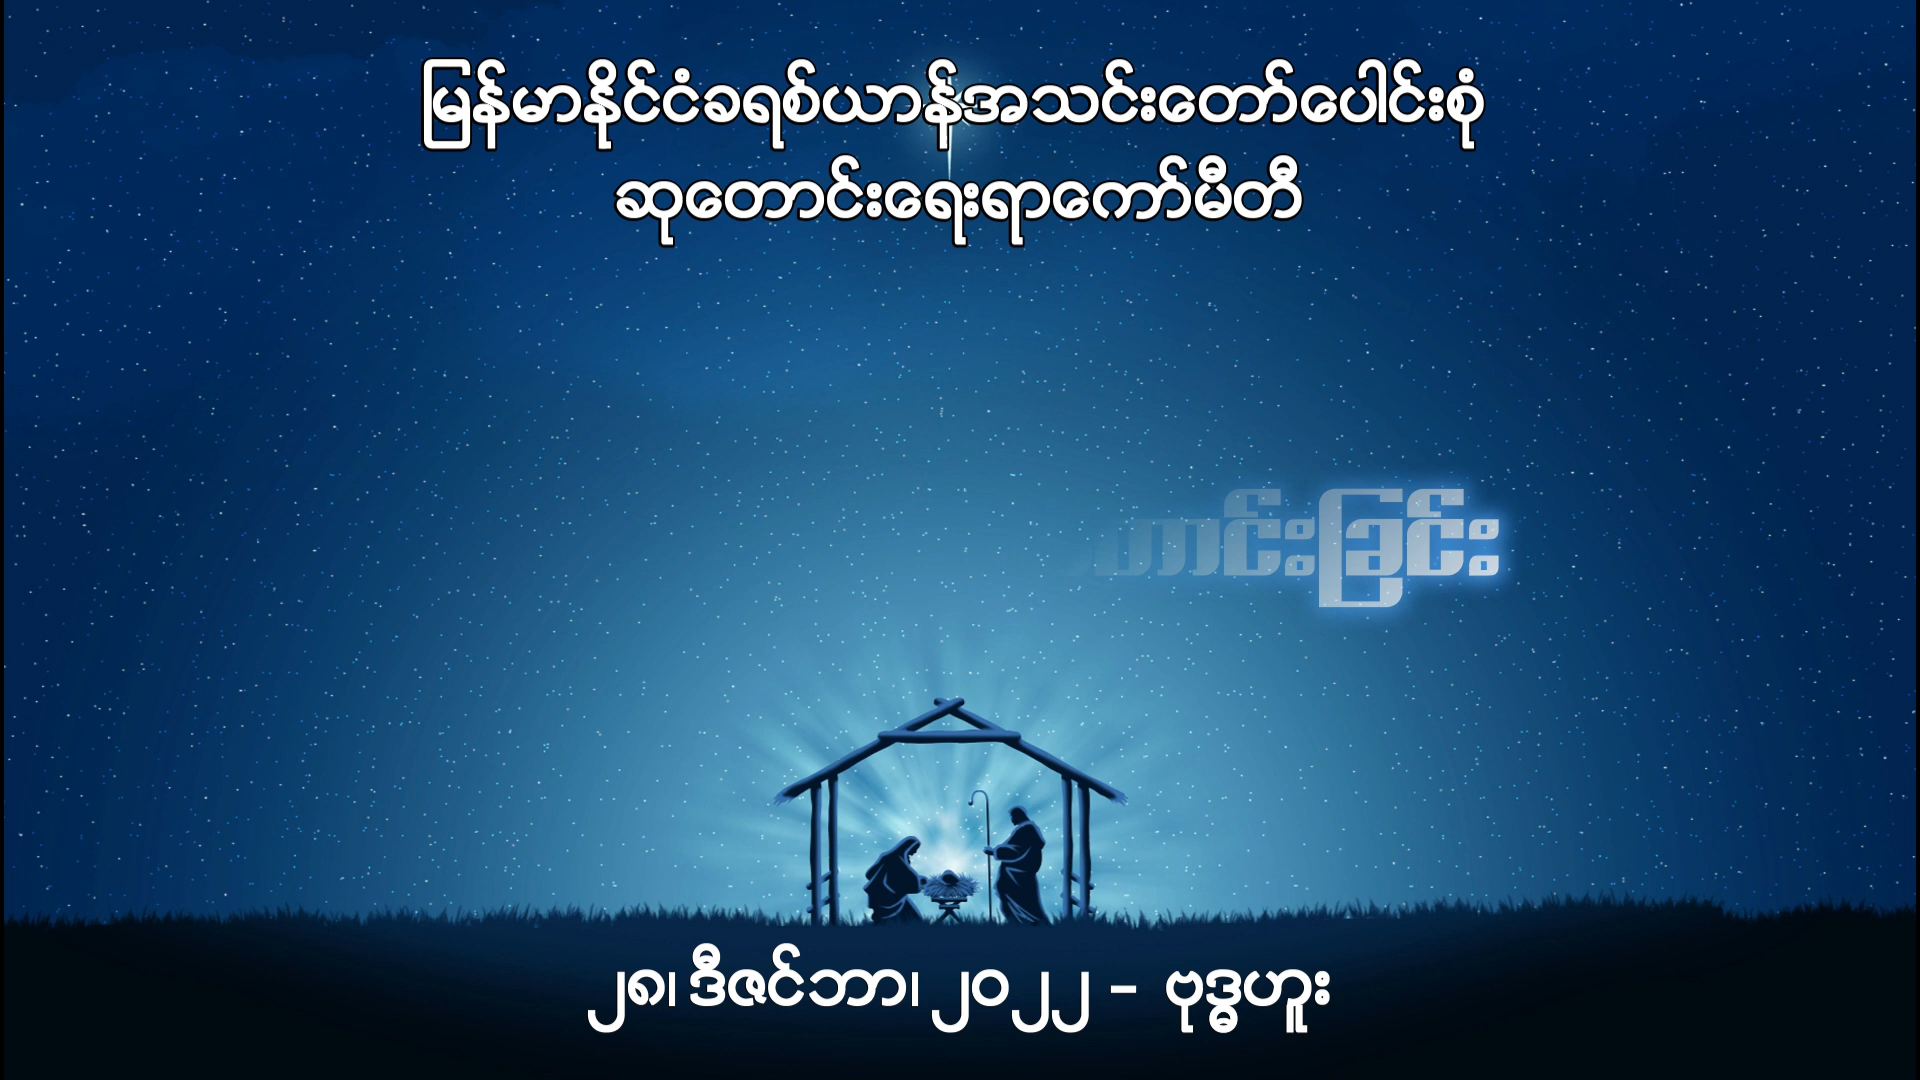 မြန်မာနိုင်ငံခရစ်ယာန်အသင်းတော်ပေါင်းစုံ
ဆုတောင်းရေးရာကော်မီတီ
၂၈၊ ဒီဇင်ဘာ၊ ၂၀၂၂ - ဗုဒ္ဓဟူး